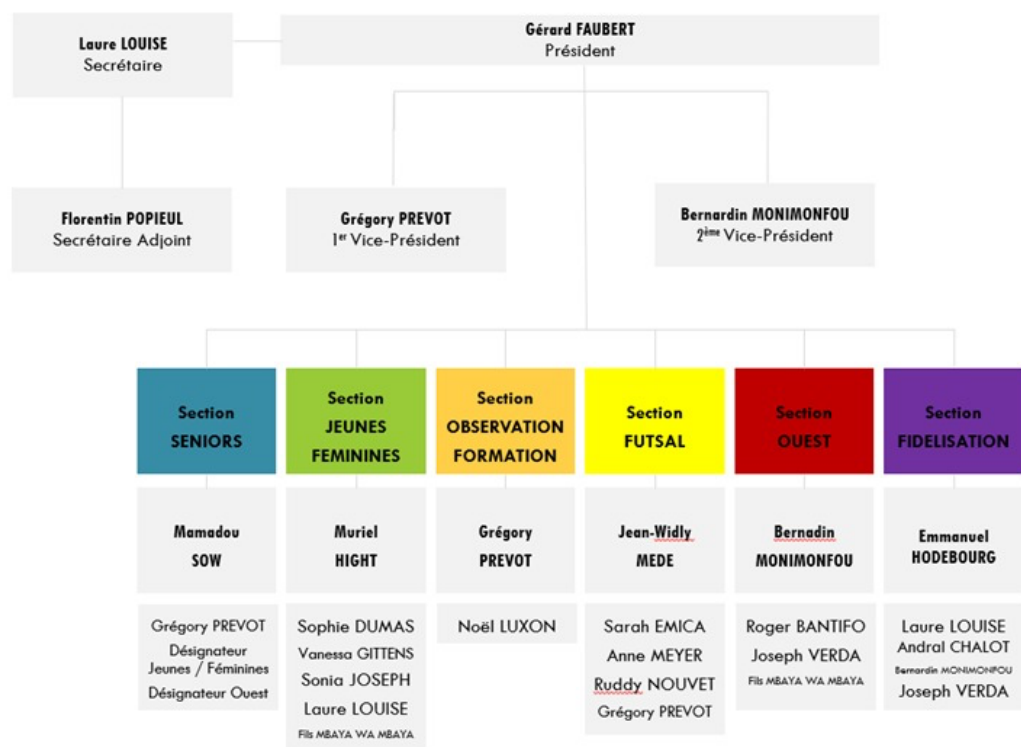 Laure LOUISE
Secrétaire
Gérard FAUBERT
Président
Florentin POPIEUL
Secrétaire Adjoint
Grégory PREVOT
1er Vice-Président
Bernardin MONIMONFOU
2ème Vice-Président
Section
SENIORS
Section
JEUNES
FEMININES
Section
OBSERVATION
FORMATION
Section
FUTSAL
Section
OUEST
Section
FIDELISATION
Mamadou
SOW
Muriel
HIGHT
Grégory
PREVOT
Jean-Widly
MEDE
Bernadin
MONIMONFOU
Emmanuel
HODEBOURG
Grégory PREVOT
Désignateur
Jeunes / Féminines
Désignateur Ouest
Sophie DUMAS
Vanessa GITTENS
Sonia JOSEPH
Laure LOUISE
Fils MBAYA WA MBAYA
Noël LUXON
Sarah EMICA
Anne MEYER
Ruddy NOUVET
Grégory PREVOT
Roger BANTIFO
Joseph VERDA
Fils MBAYA WA MBAYA
Laure LOUISE
Andral CHALOT
Bernardin MONIMONFOU
Joseph VERDA